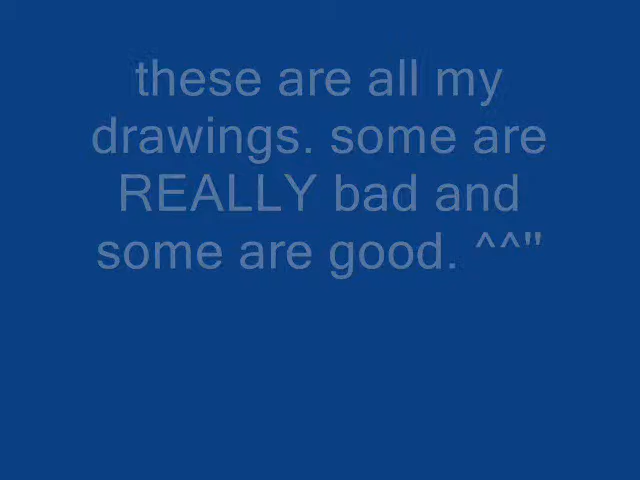 these are all my
drawings. some are
REALLY bad and
some are good. ^^"